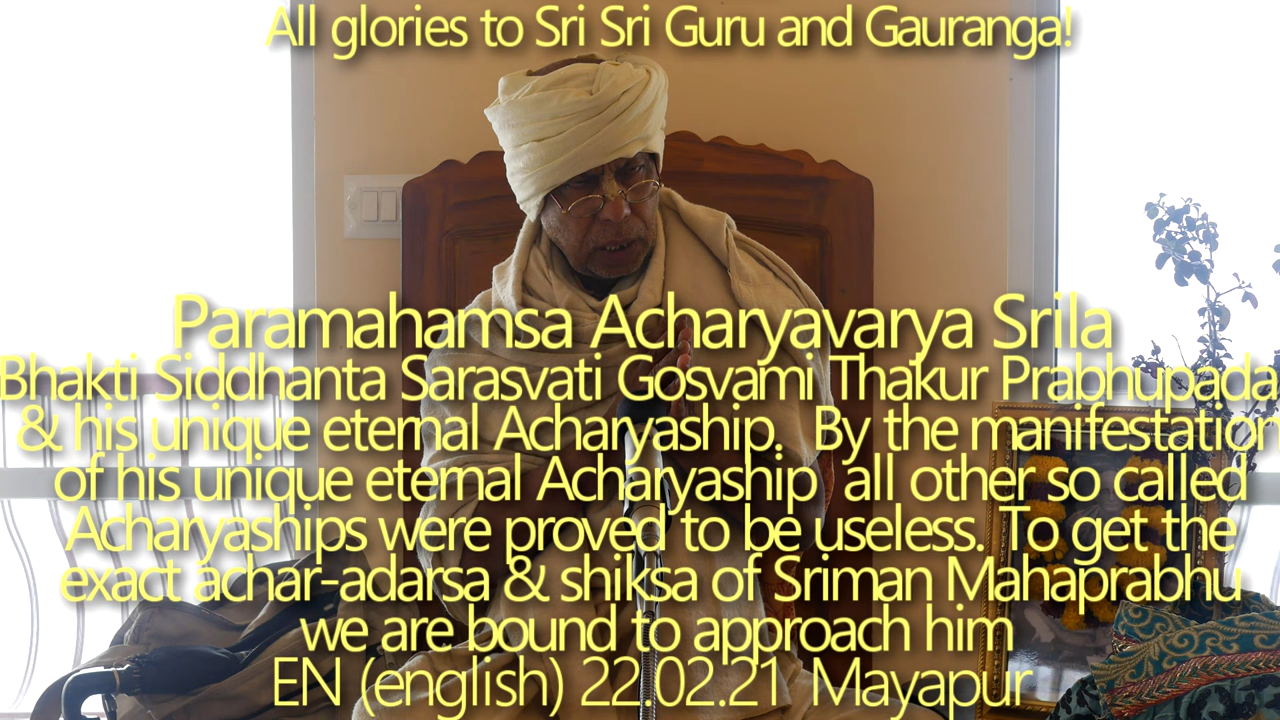 All glories to Sri Sri Guru and Gauranga!
Paramahamsa Acharyavarya Srila
Bhakti Siddhanta Sarasvati Gosvami Thakur Prabhupada
& his unique eternal Acharyaship. By the manifestation
of his unique eternal Acharyaship all other so called
Acharyaships were proved to be useless. To get the
exact achar-adarsa & shiksa of Sriman Mahaprabhu
we are bound to approach him
EN (english) 22.02.21 Mayapur